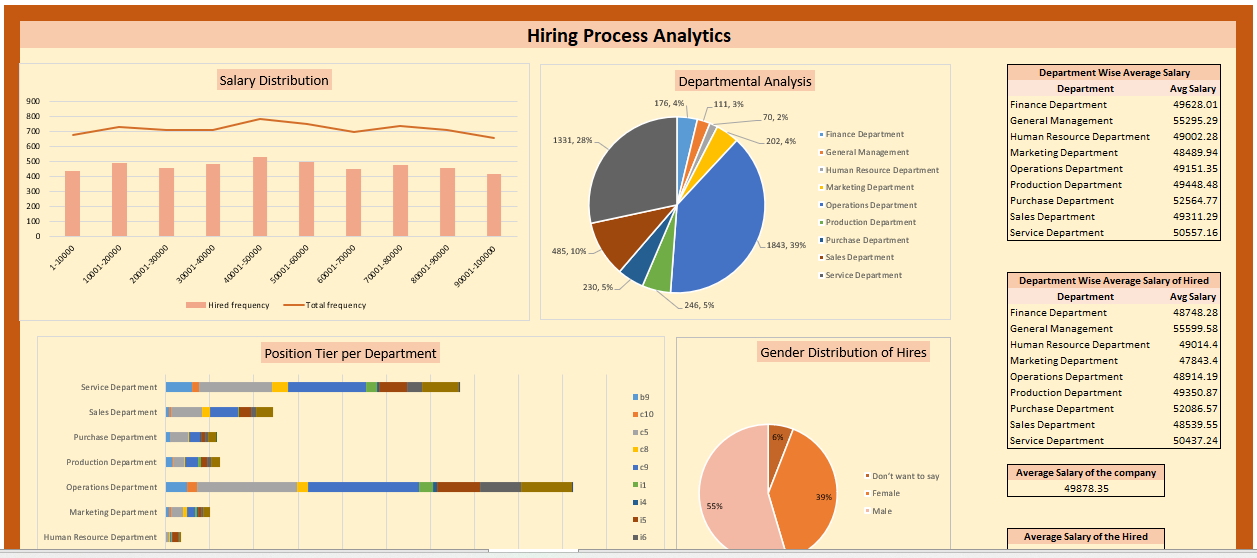 Hiring Process Analytics
Salary Distribution
900
800
700
600
500
400
300
200
100
0
1-10000
10001-20000
20001-30000
30001-40000
40001-50000
50001-60000
60001-70000
70001-80000
80001-90000
90001-100000
Hired frequency
Total frequency
Departmental Analysis
176, 4%
111, 3%
70, 2%
202, 4%
1843, 39%
246, 5%
230, 5%
485, 10%
1331, 28%
Finance Department
General Management
Human Resource Department
Marketing Department
Operations Department
Production Department
Purchase Department
Sales Department
Service Department
Department Wise Average Salary
Department Avg Salary
Finance Department 49628.01
General Management 55295.29
Human Resource Department 49002.28
Marketing Department 48489.94
Operations Department 49151.35
Production Department 49448.48
Purchase Department 52564.77
Sales Department 49311.29
Service Department 50557.16
Department Wise Average Salary of Hired
Department Avg Salary
Finance Department 48748.28
General Management 55599.58
Human Resource Department 49014.4
Marketing Department 47843.4
Operations Department 48914.19
Production Department 49350.87
Purchase Department 52086.57
Sales Department 48539.55
Service Department 50437.24
Average Salary of the company
49878.35
Average Salary of the Hired
Position Tier per Department
Service Department
Sales Department
Purchase Department
Production Department
Operations Department
Marketing Department
Human Resource Department
b9
c10
c5
c8
c9
i1
i4
i5
i6
Gender Distribution of Hires
6%
39%
55%
Don't want to say
Female
Male